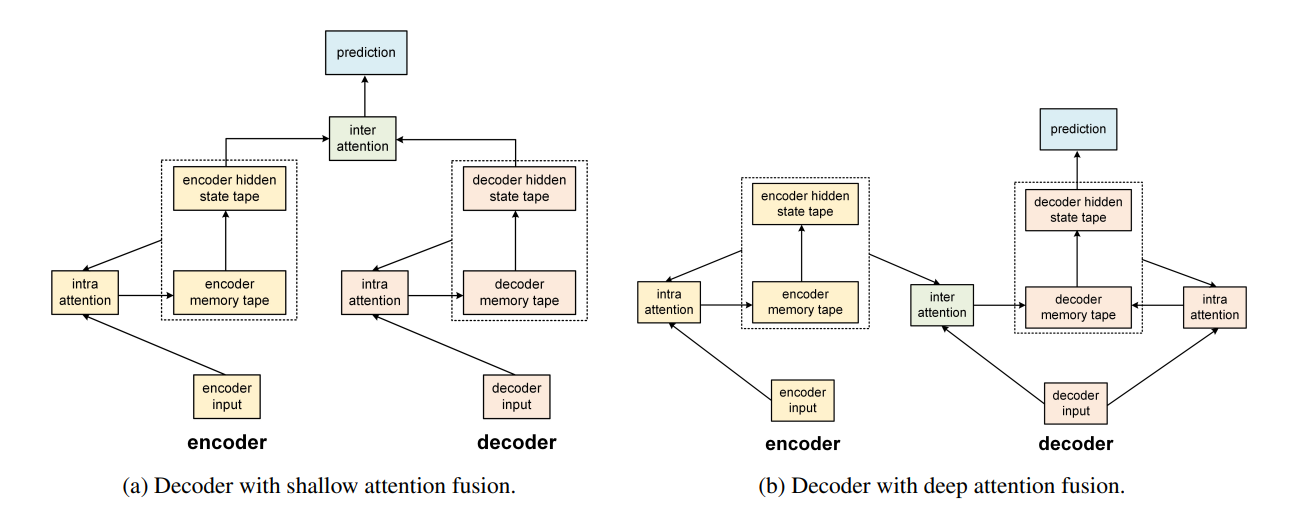 prediction
inter
attention
encoder hidden
state tape
decoder hidden
state tape
intra
attention
encoder
memory tape
intra
attention
decoder
memory tape
encoder
input
decoder
input
encoder
decoder
(a) Decoder with shallow attention fusion.
prediction
encoder hidden
state tape
decoder hidden
state tape
intra
attention
encoder
memory tape
inter
attention
decoder
memory tape
intra
attention
encoder
input
decoder
input
encoder
decoder
(b) Decoder with deep attention fusion.